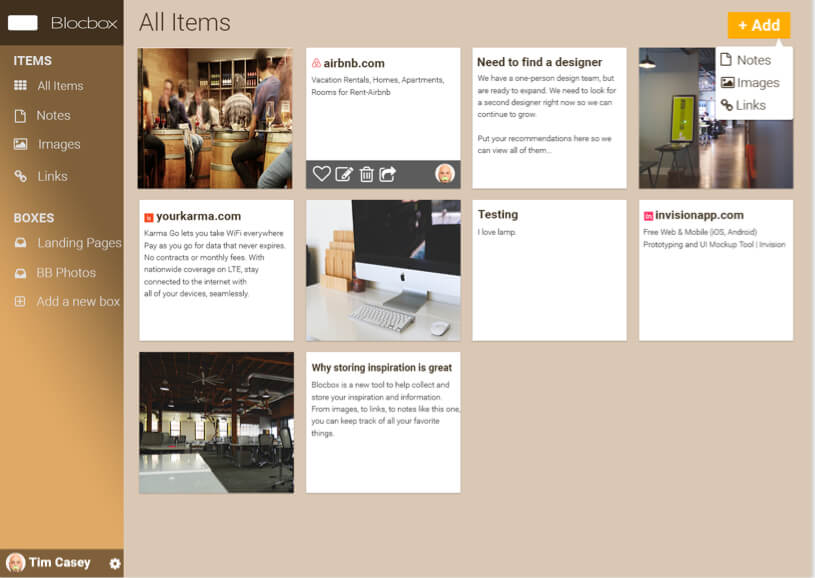 Blocbox
All Items
+ Add
Notes
Images
Links
ITEMS
All Items
Notes
Images
Links
BOXES
Landing Pages
BB Photos
Add a new box
airbnb.com
Vacation Rentals, Homes, Apartments,
Rooms for Rent-Airbnb
Need to find a designer
We have a one-person design team, but
are ready to expand. We need to look for
a second designer right now so we can
continue to grow.
Put your recommendations here so we
can view all of them...
yourkarma.com
Karma Go lets you take WiFi everywhere
Pay as you go for data that never expires.
No contracts or monthly fees. With
nationwide coverage on LTE, stay
connected to the internet with
all of your devices, seamlessly.
Testing
I love lamp.
in invisionapp.com
Free Web & Mobile (iOS, Android)
Prototyping and UI Mockup Tool | Invision
Why storing inspiration is great
Blocbox is a new tool to help collect and
store your inspiration and information.
From images, to links, to notes like this one,
you can keep track of all your favorite
things.
Tim Casey